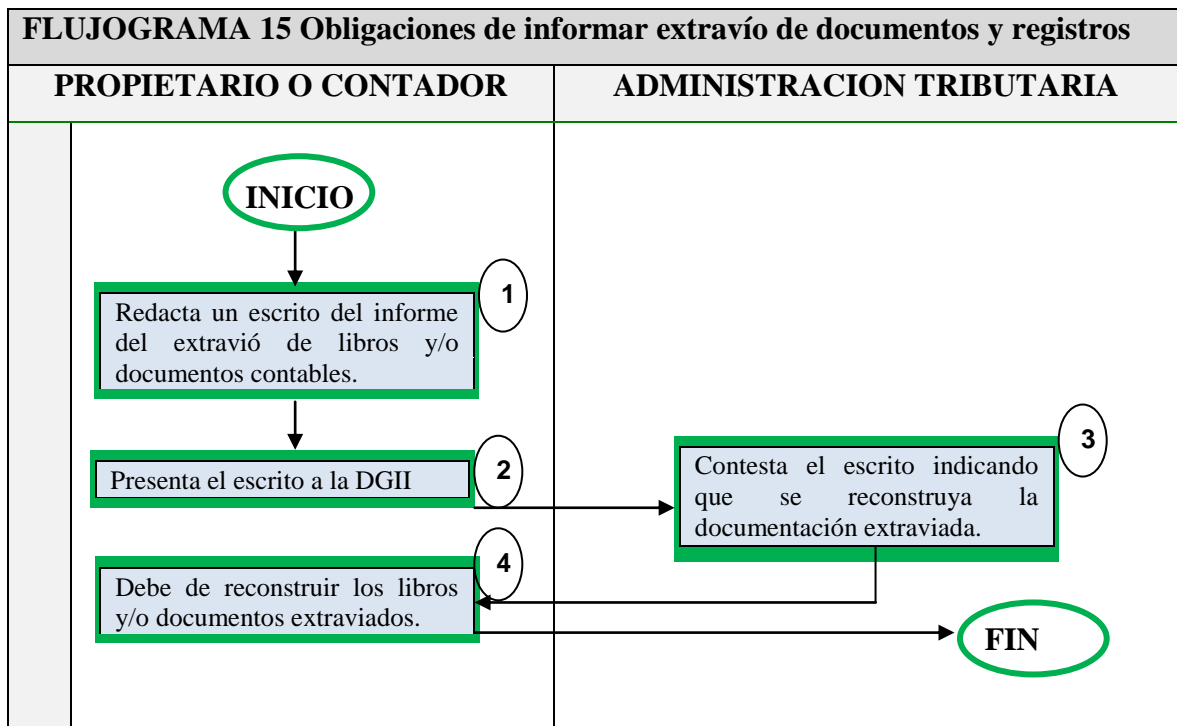 FLUJOGRAMA 15 Obligaciones de informar extravío de documentos y registros
PROPIETARIO O CONTADOR
ADMINISTRACION TRIBUTARIA
INICIO
1
Redacta un escrito del informe
del extravió de libros y/o
documentos contables.
2
Presenta el escrito a la DGII
3
Contesta el escrito indicando
que se reconstruya la
documentación extraviada.
4
Debe de reconstruir los libros
y/o documentos extraviados.
FIN